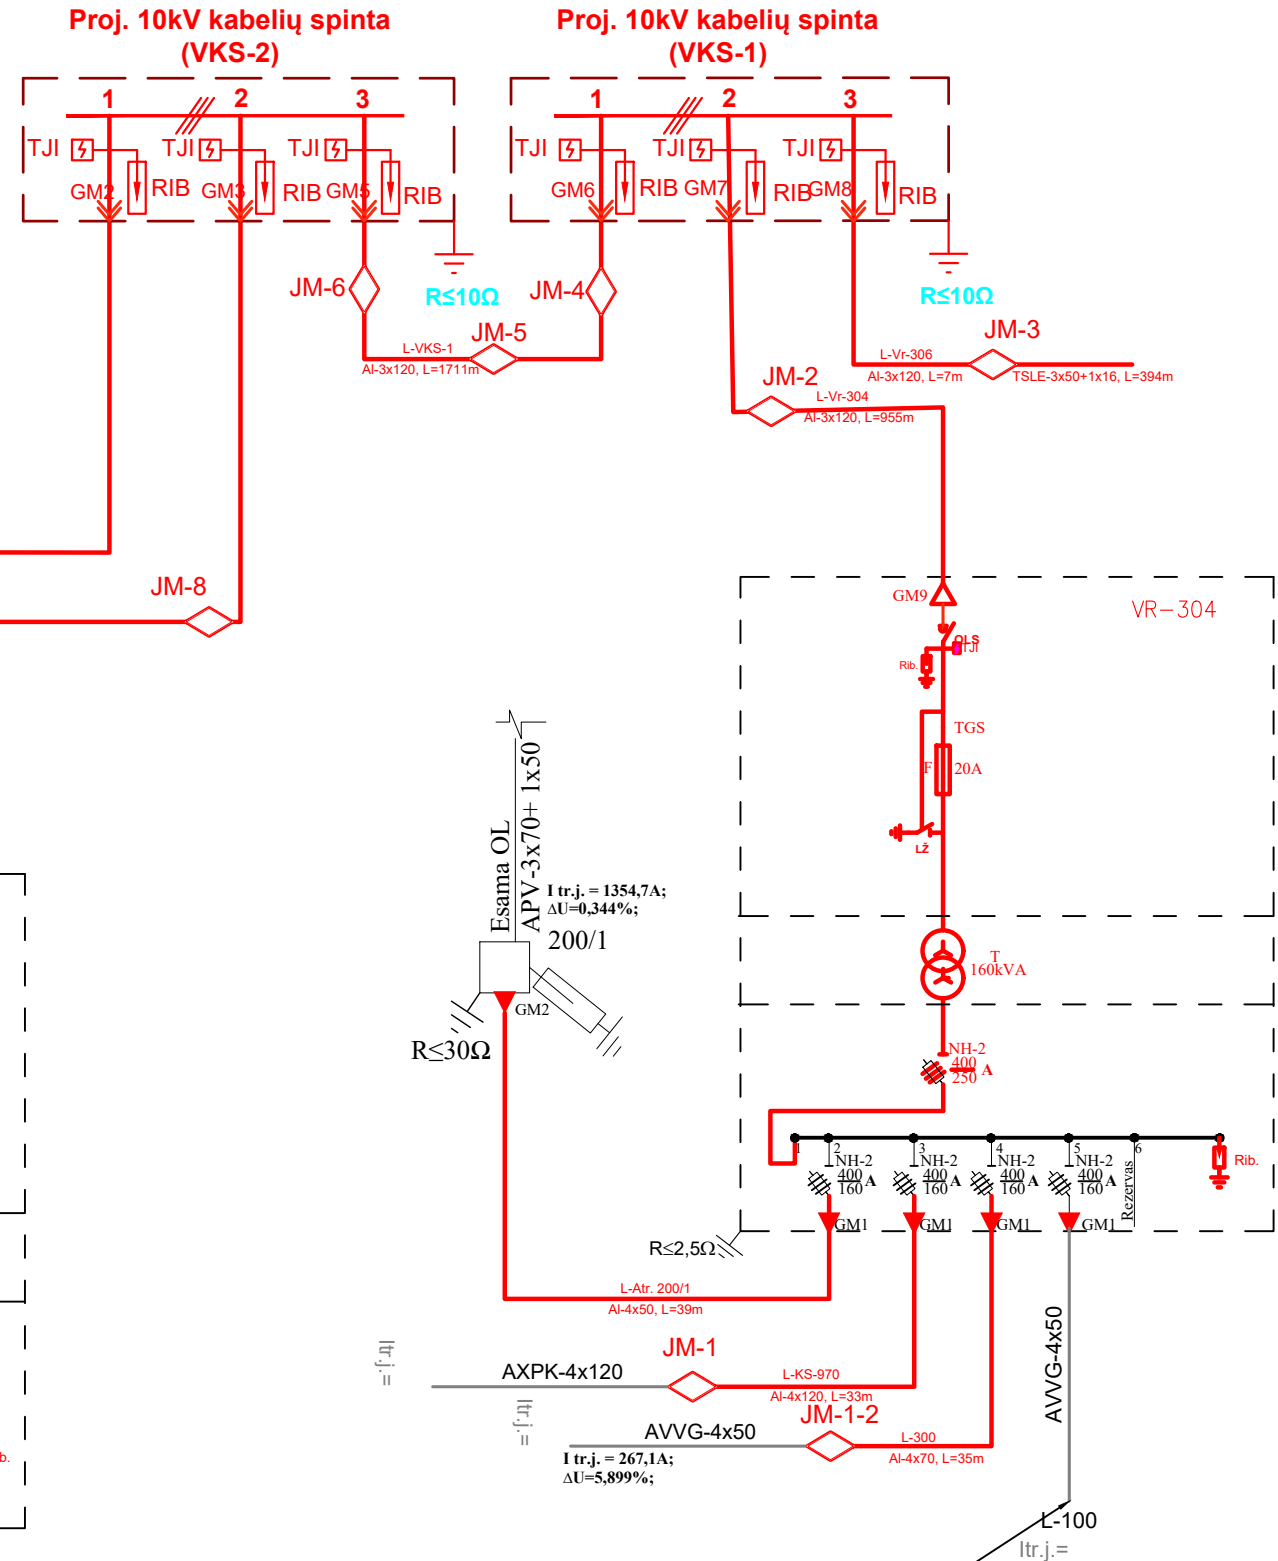 Proj. 10kV kabelių spinta
(VKS-2)
Proj. 10kV kabelių spinta
(VKS-1)
1
2
3
1
2
3
TJI
TJI
TJI
TJI
TJI
TJI
GM2
RIB
GM3
RIB
GM5
RIB
GM6
RIB
GM7
RIB
GM8
RIB
JM-6
R≤10Ω
JM-4
R≤10Ω
JM-5
L-VKS-1
Al-3x120, L=1711m
JM-3
L-Vr-306
Al-3x120, L=7m
TSLE-3x50+1x16, L=394m
JM-2
L-Vr-304
Al-3x120, L=955m
JM-8
GM9
VR-304
OLS
TJI
Rib.
TGS
F
20A
LŽ
Esama OL
APV-3x70+ 1x50
I tr.j. = 1354,7A;
ΔU=0,344%;
200/1
GM2
R≤30Ω
T
160kVA
NH-2
400
250
A
1
2
3
4
5
6
NH-2
400
160
A
NH-2
400
160
A
NH-2
400
160
A
NH-2
400
160
A
Rezervas
Rib.
GM1
GM1
GM1
GM1
R≤2,5Ω
L-Atr. 200/1
Al-4x50, L=39m
Itr.j.=
JM-1
AXPK-4x120
L-KS-970
Al-4x120, L=33m
Itr.j.=
JM-1-2
AVVG-4x50
L-300
Al-4x70, L=35m
I tr.j. = 267,1A;
ΔU=5,899%;
AVVG-4x50
L-100
Itr.j.=
b.